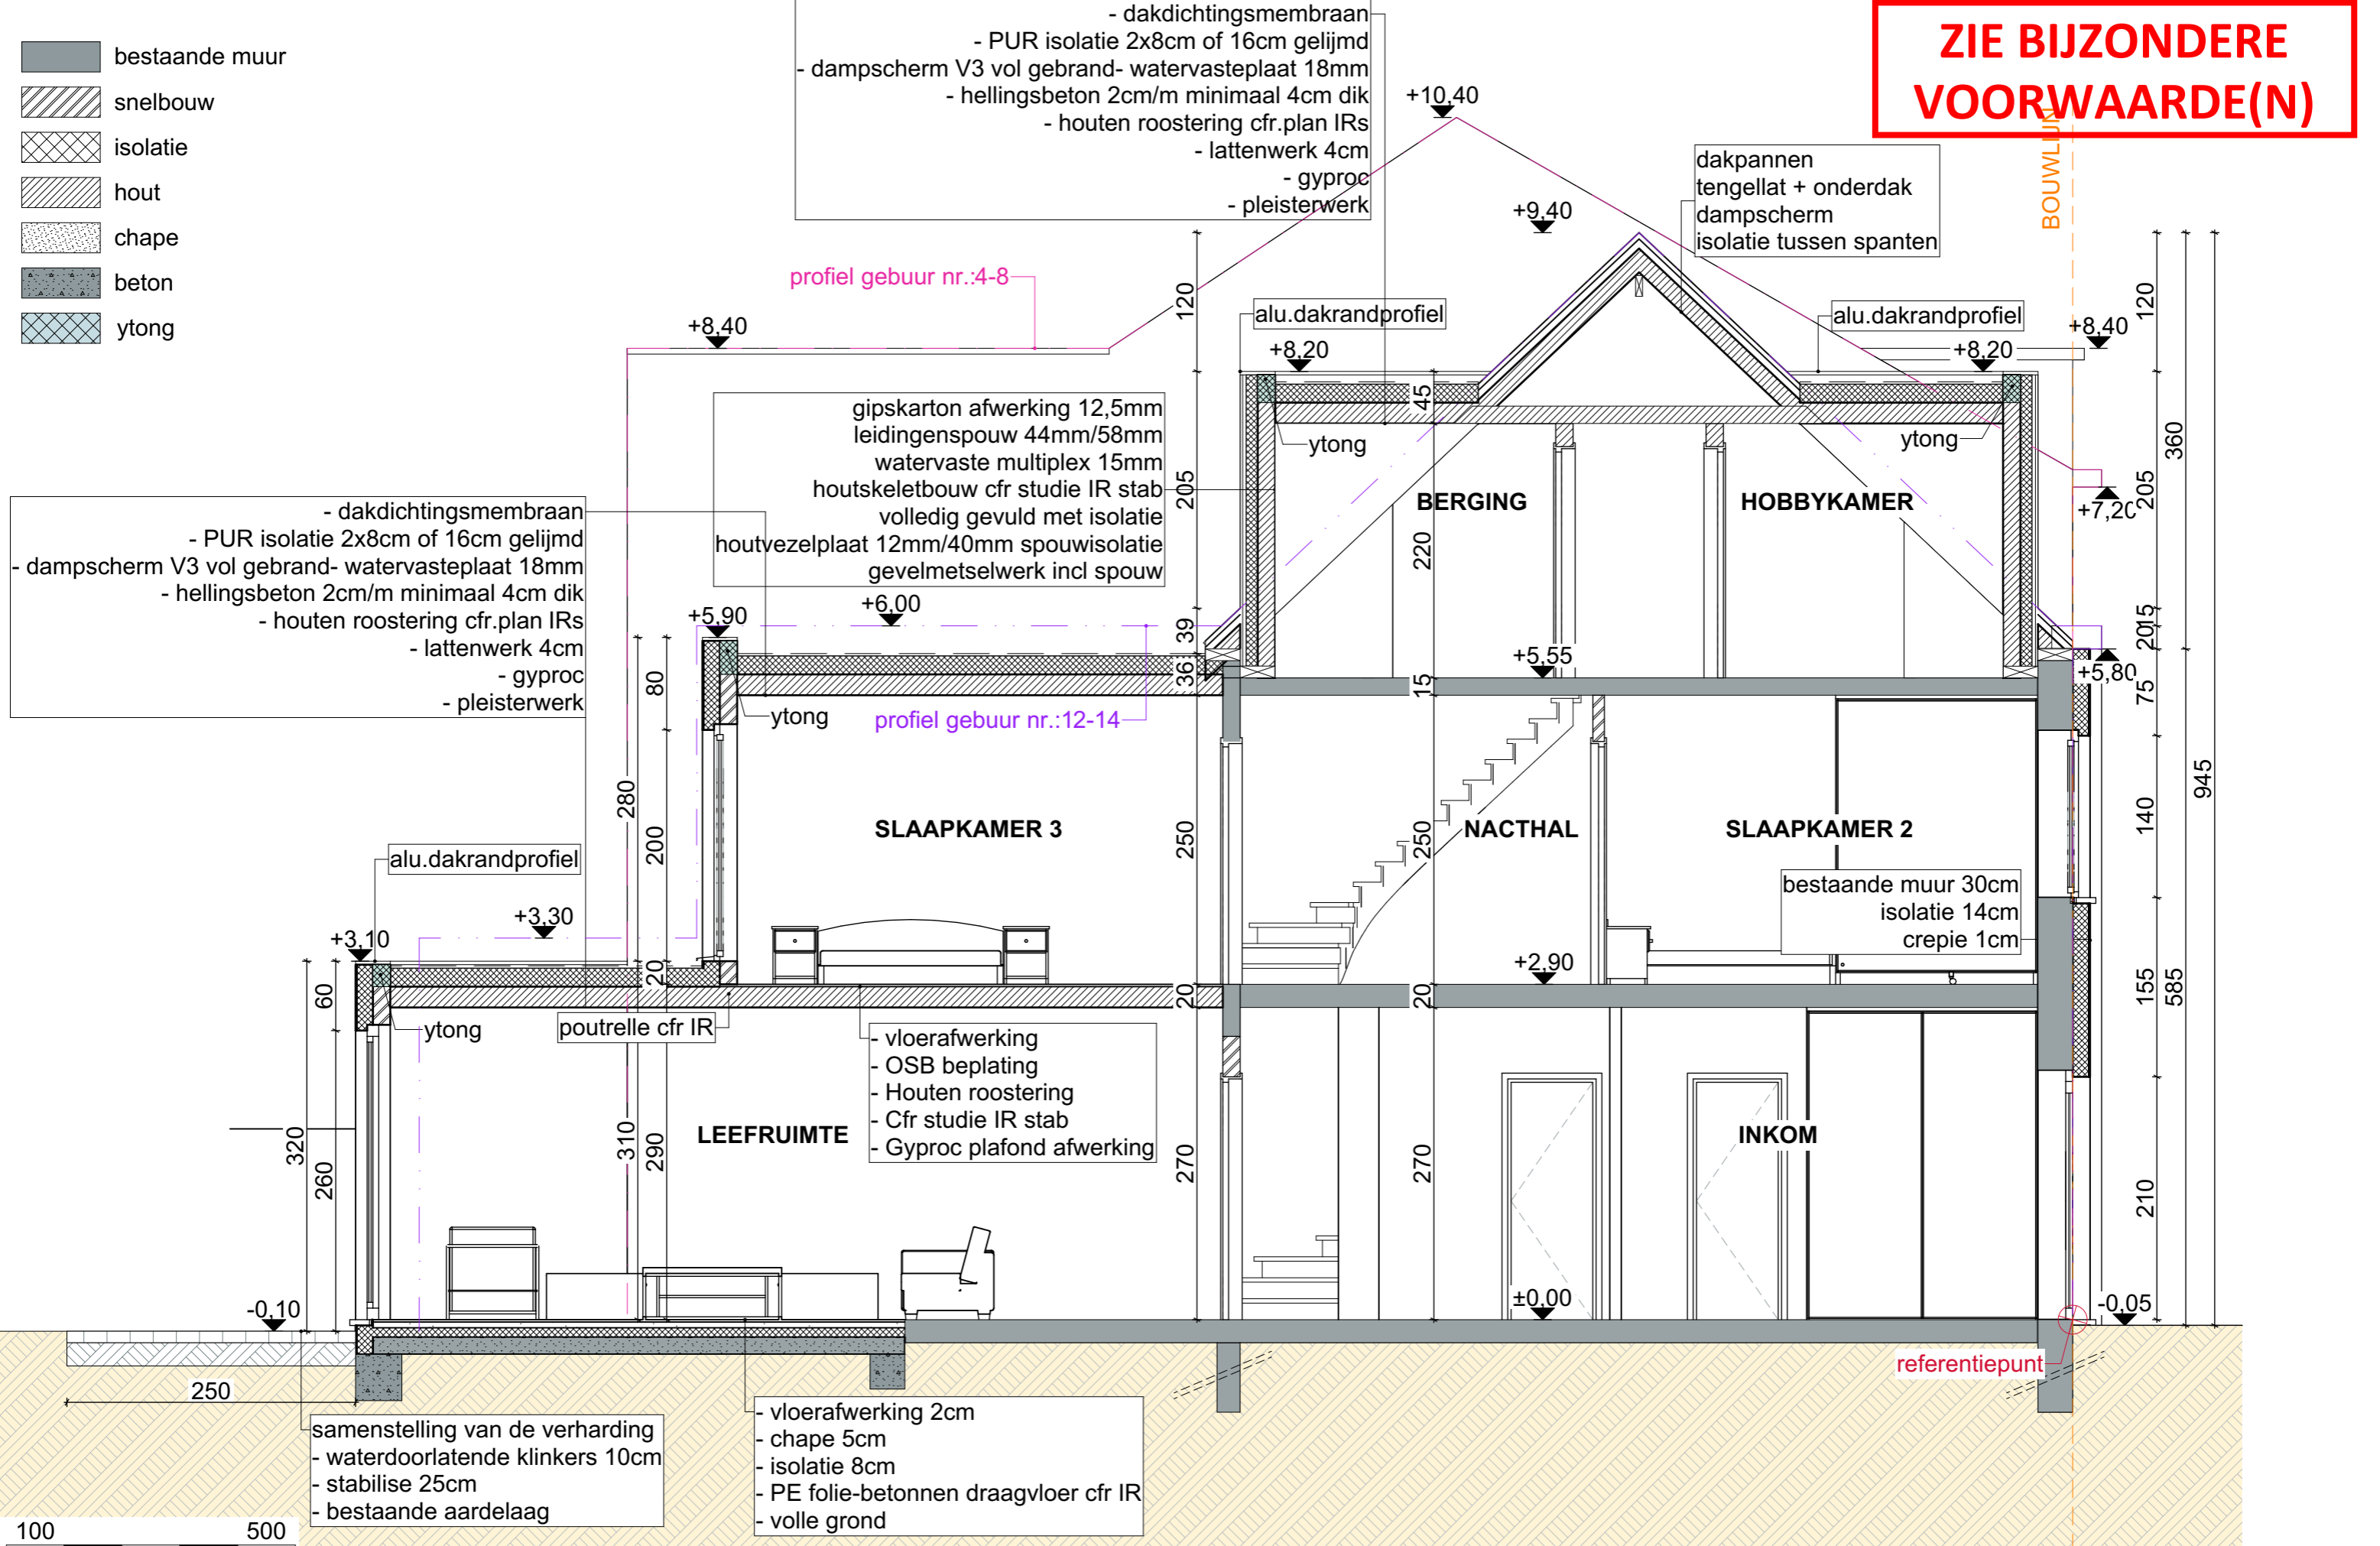 bestaande muur
snelbouw
isolatie
hout
chape
beton
ytong
- dakdichtingsmembraan
- PUR isolatie 2x8cm of 16cm gelijmd
- dampscherm V3 vol gebrand- watervasteplaat 18mm
- hellingsbeton 2cm/m minimaal 4cm dik
- houten roostering cfr.plan IRs
- lattenwerk 4cm
- gyproc
- pleisterwerk
ZIE BIJZONDERE
VOORWAARDE(N)
BOUWLIJN
+10,40
+9,40
dakpannen
tengellat + onderdak
dampscherm
isolatie tussen spanten
profiel gebuur nr.:4-8
+8,40
alu.dakrandprofiel
+8,20
alu.dakrandprofiel
+8,20
+8,40
120
120
45
gipskarton afwerking 12,5mm
leidingenspouw 44mm/58mm
watervaste multiplex 15mm
houtskeletbouw cfr studie IR stab
volledig gevuld met isolatie
houtvezelplaat 12mm/40mm spouwisolatie
gevelmetselwerk incl spouw
ytong
ytong
BERGING
HOBBYKAMER
205
220
205
360
+7,20
- dakdichtingsmembraan
- PUR isolatie 2x8cm of 16cm gelijmd
- dampscherm V3 vol gebrand- watervasteplaat 18mm
- hellingsbeton 2cm/m minimaal 4cm dik
- houten roostering cfr.plan IRs
- lattenwerk 4cm
- gyproc
- pleisterwerk
+5,90
+6,00
39
36
+5,55
15
15
20
+5,80
75
80
ytong
profiel gebuur nr.:12-14
280
200
SLAAPKAMER 3
250
250
NACTHAL
SLAAPKAMER 2
140
945
bestaande muur 30cm
isolatie 14cm
crepie 1cm
alu.dakrandprofiel
+3,30
+3,10
+2,90
20
20
20
155
585
60
ytong
poutrelle cfr IR
- vloerafwerking
- OSB beplating
- Houten roostering
- Cfr studie IR stab
- Gyproc plafond afwerking
320
260
310
290
LEEFRUIMTE
270
270
INKOM
210
-0,10
±0,00
-0,05
referentiepunt
250
samenstelling van de verharding
- waterdoorlatende klinkers 10cm
- stabilise 25cm
- bestaande aardelaag
- vloerafwerking 2cm
- chape 5cm
- isolatie 8cm
- PE folie-betonnen draagvloer cfr IR
- volle grond
100
500